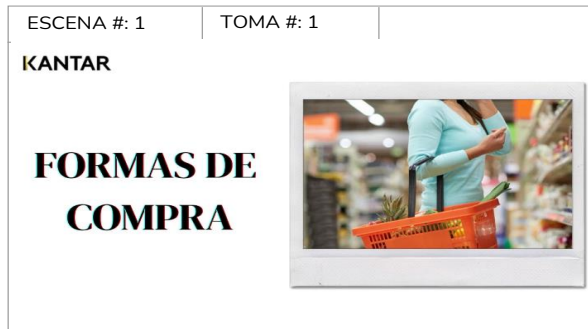 ESCENA #: 1
TOMA #: 1
KANTAR
FORMAS DE
COMPRA